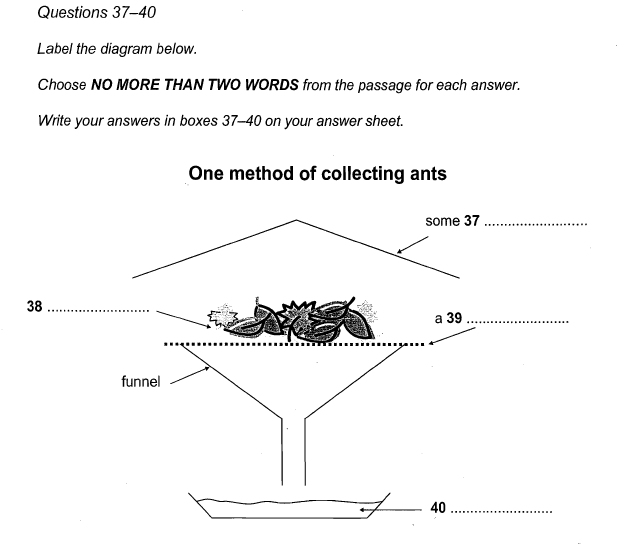 Questions 37–40
Label the diagram below.
Choose NO MORE THAN TWO WORDS from the passage for each answer.
Write your answers in boxes 37–40 on your answer sheet.
One method of collecting ants
some 37 ..........................
38 .........................
a 39 .........................
funnel
40 .........................